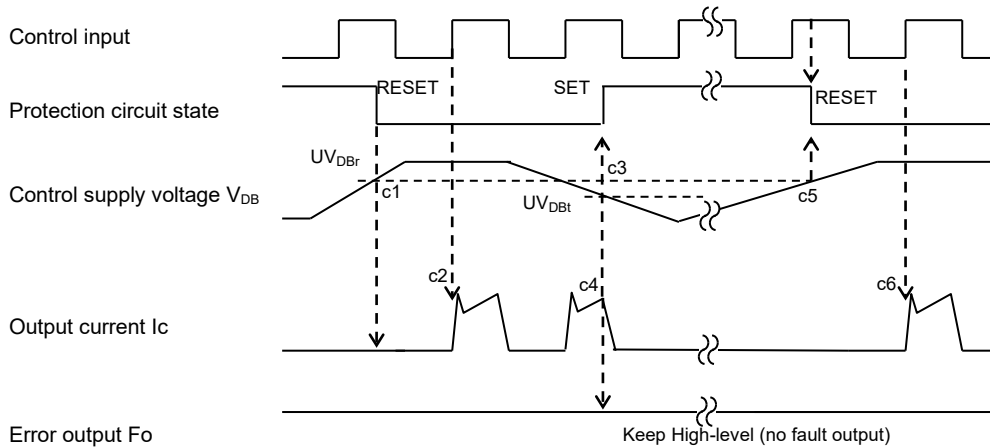 Control input
RESET
SET
RESET
Protection circuit state
UVDBr
c1
c3
c5
Control supply voltage VDB
UVDBt
c2
c4
c6
Output current Ic
Error output Fo
Keep High-level (no fault output)